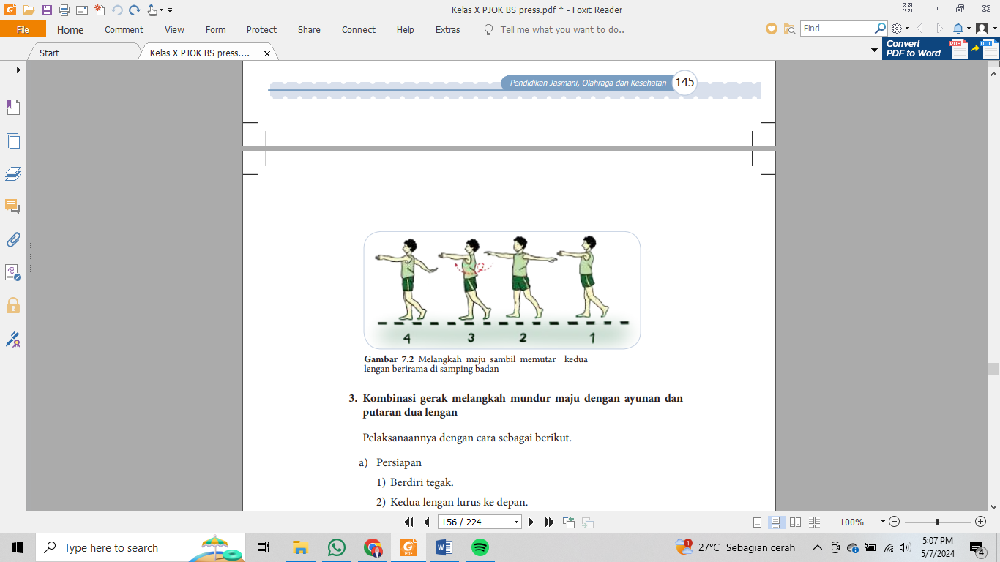 Kelas X PJOK BS press.pdf * - Foxit Reader
File Home Comment View Form Protect Share Connect Help Extras Tell me what you want to do.. Find
Start Kelas X PJOK BS press.... × Convert PDF to Word PDF DOC
Pendidikan Jasmani, Olahraga dan Kesehatan 145
4 3 2 1
Gambar 7.2 Melangkah maju sambil memutar kedua
lengan berirama di samping badan
3. Kombinasi gerak melangkah mundur maju dengan ayunan dan
putaran dua lengan
Pelaksanaannya dengan cara sebagai berikut.
a) Persiapan
1) Berdiri tegak.
2) Kedua lengan lurus ke depan.
156 / 224 100%
Type here to search 27°C Sebagian cerah 5:07 PM
5/7/2024 4